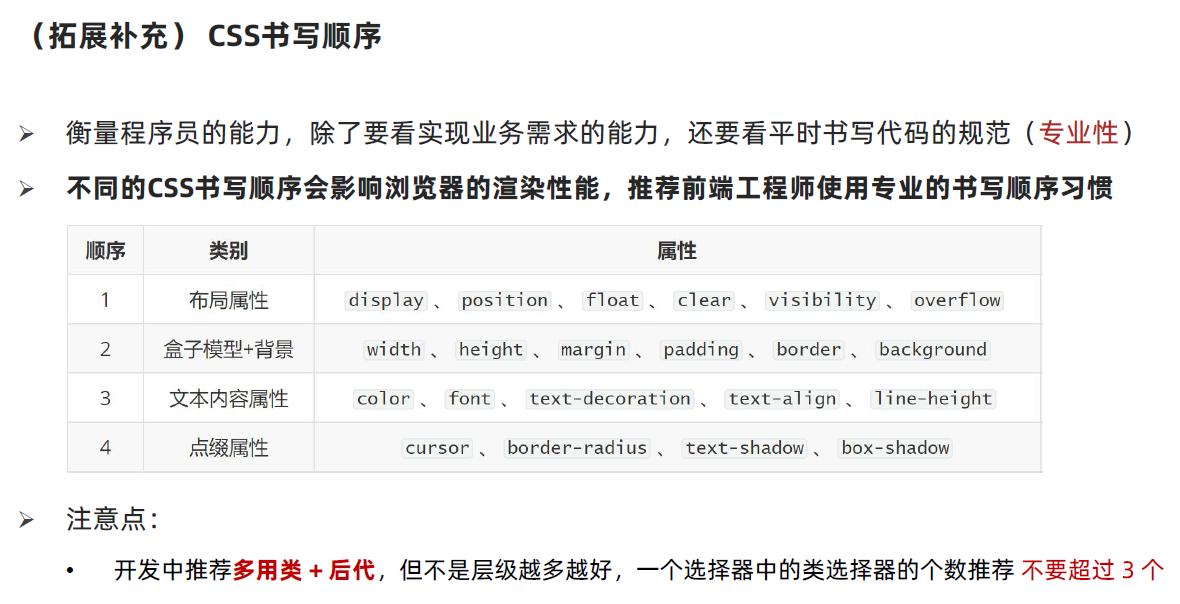 （拓展补充） CSS书写顺序
➢ 衡量程序员的能力，除了要看实现业务需求的能力，还要看平时书写代码的规范（专业性）
➢ 不同的CSS书写顺序会影响浏览器的渲染性能，推荐前端工程师使用专业的书写顺序习惯
顺序 类别 属性
1 布局属性 display 、 position 、 float 、 clear 、 visibility 、 overflow
2 盒子模型+背景 width 、 height 、 margin 、 padding 、 border 、 background
3 文本内容属性 color 、 font 、 text-decoration 、 text-align 、 line-height
4 点缀属性 cursor 、 border-radius 、 text-shadow 、 box-shadow
➢ 注意点：
• 开发中推荐多用类 + 后代，但不是层级越多越好，一个选择器中的类选择器的个数推荐 不要超过 3 个